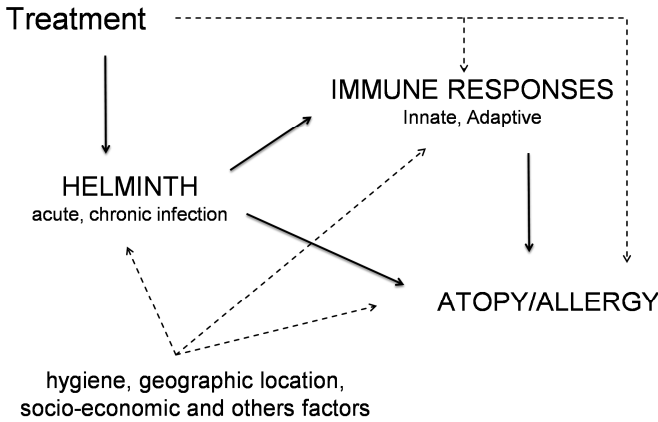 Treatment
IMMUNE RESPONSES
Innate, Adaptive
HELMINTH
acute, chronic infection
ATOPY/ALLERGY
hygiene, geographic location,
socio-economic and others factors